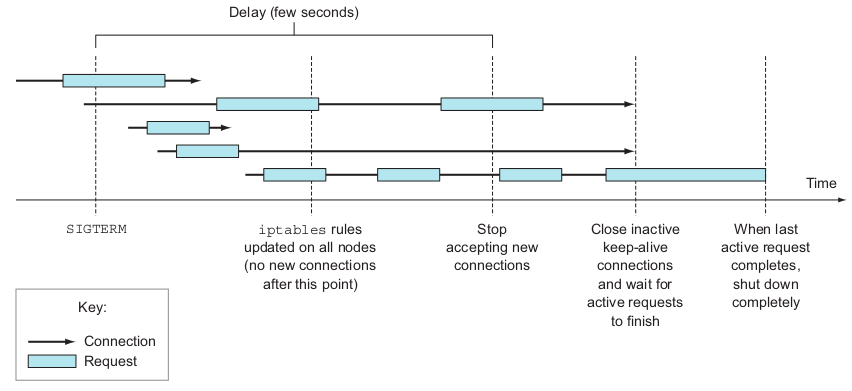 Delay (few seconds)
Time
SIGTERM
iptables rules
updated on all nodes
(no new connections
after this point)
Stop
accepting new
connections
Close inactive
keep-alive
connections
and wait for
active requests
to finish
When last
active request
completes,
shut down
completely
Key:
Connection
Request